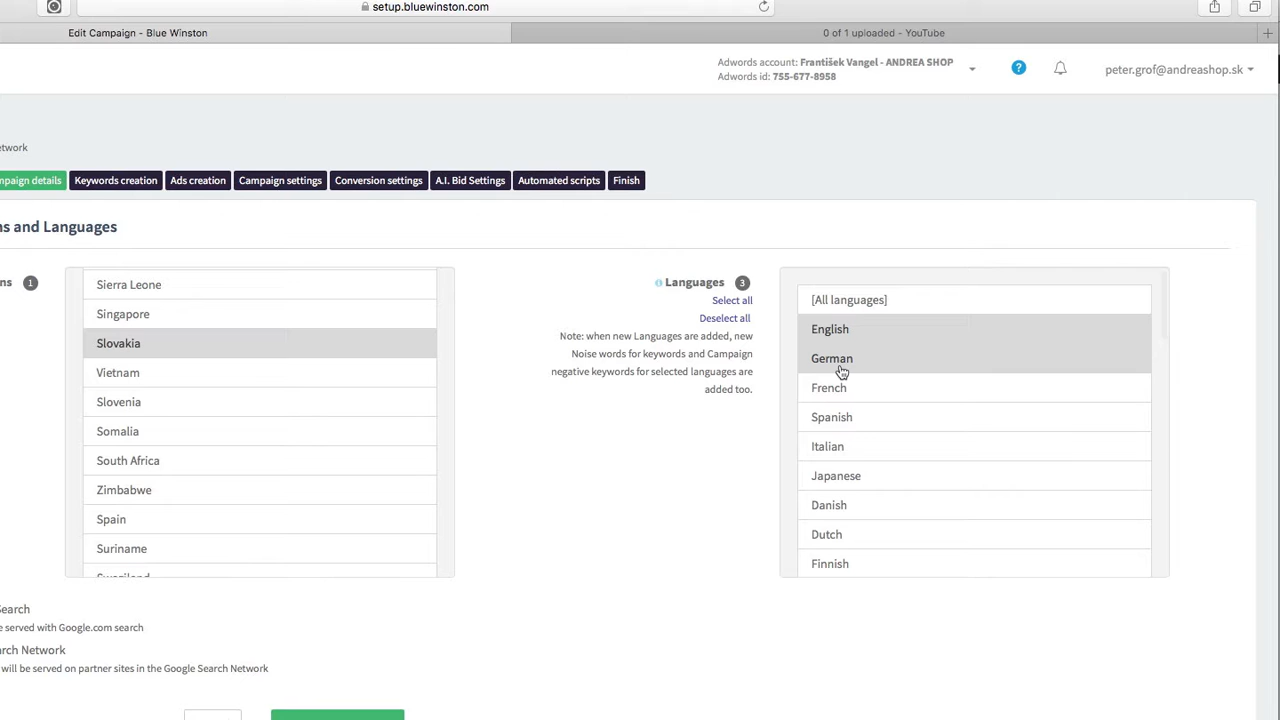 setup.bluewinston.com
Edit Campaign - Blue Winston
0 of 1 uploaded - YouTube
Adwords account: František Vangel - ANDREA SHOP
Adwords id: 755-677-8958
?
peter.grof@andreashop.sk
etwork
mpaign details
Keywords creation
Ads creation
Campaign settings
Conversion settings
A.I. Bid Settings
Automated scripts
Finish
ns and Languages
ns 1
Sierra Leone
Singapore
Slovakia
Vietnam
Slovenia
Somalia
South Africa
Zimbabwe
Spain
Suriname
Swaziland
Languages 3
Select all
Deselect all
Note: when new Languages are added, new
Noise words for keywords and Campaign
negative keywords for selected languages are
added too.
[All languages]
English
German
French
Spanish
Italian
Japanese
Danish
Dutch
Finnish
Search
e served with Google.com search
arch Network
will be served on partner sites in the Google Search Network